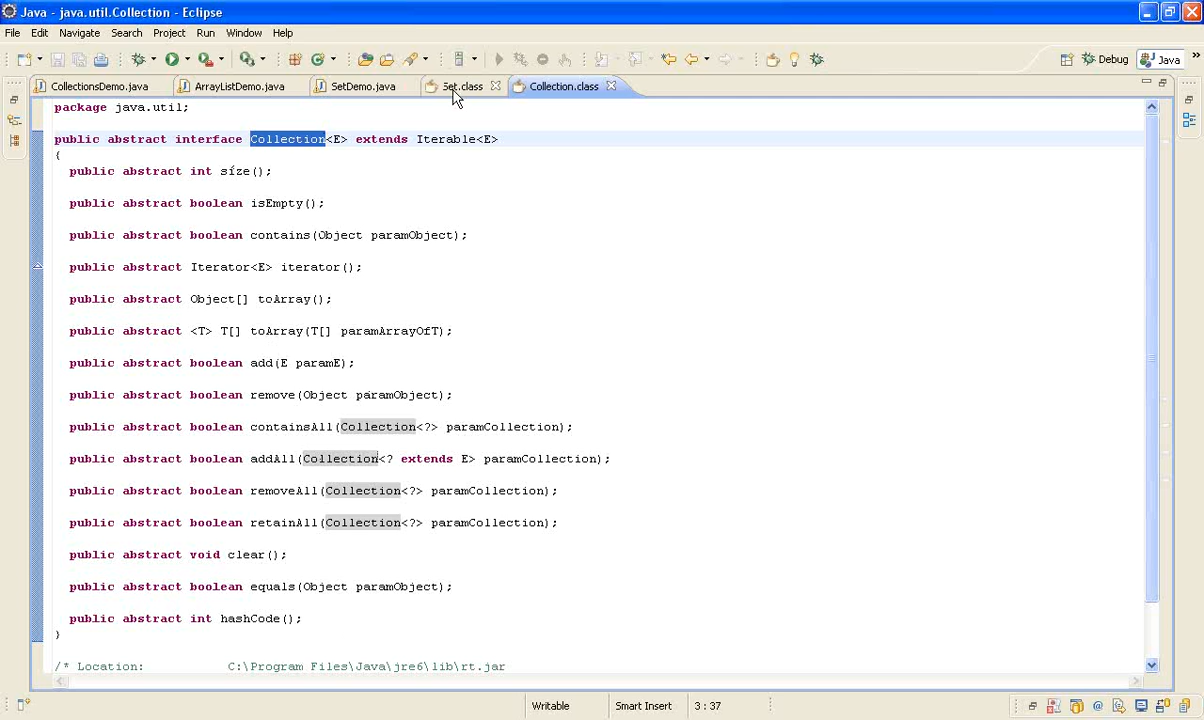 Java - java.util.Collection - Eclipse
File Edit Navigate Search Project Run Window Help
Debug Java
CollectionsDemo.java ArrayListDemo.java SetDemo.java Set.class Collection.class
package java.util;
public abstract interface Collection<E> extends Iterable<E>
{
public abstract int size();
public abstract boolean isEmpty();
public abstract boolean contains(Object paramObject);
public abstract Iterator<E> iterator();
public abstract Object[] toArray();
public abstract <T> T[] toArray(T[] paramArrayOfT);
public abstract boolean add(E paramE);
public abstract boolean remove(Object paramObject);
public abstract boolean containsAll(Collection<?> paramCollection);
public abstract boolean addAll(Collection<? extends E> paramCollection);
public abstract boolean removeAll(Collection<?> paramCollection);
public abstract boolean retainAll(Collection<?> paramCollection);
public abstract void clear();
public abstract boolean equals(Object paramObject);
public abstract int hashCode();
}
/* Location: C:\Program Files\Java\jre6\lib\rt.jar
Writable Smart Insert 3 : 37